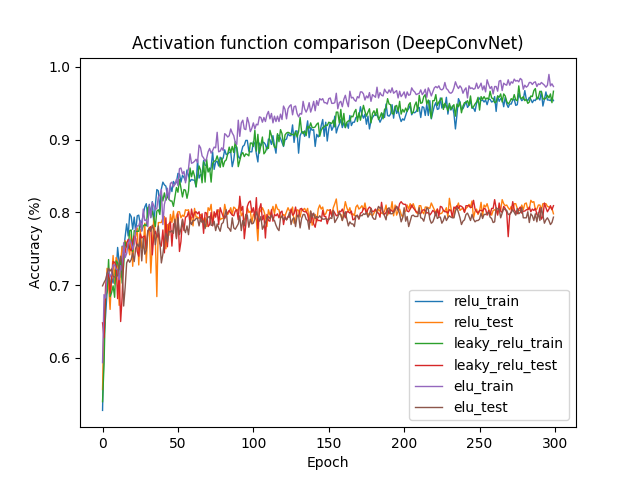 Activation function comparison (DeepConvNet)
1.0
0.9
0.8
0.7
0.6
Accuracy (%)
0 50 100 150 200 250 300
Epoch
relu_train
relu_test
leaky_relu_train
leaky_relu_test
elu_train
elu_test